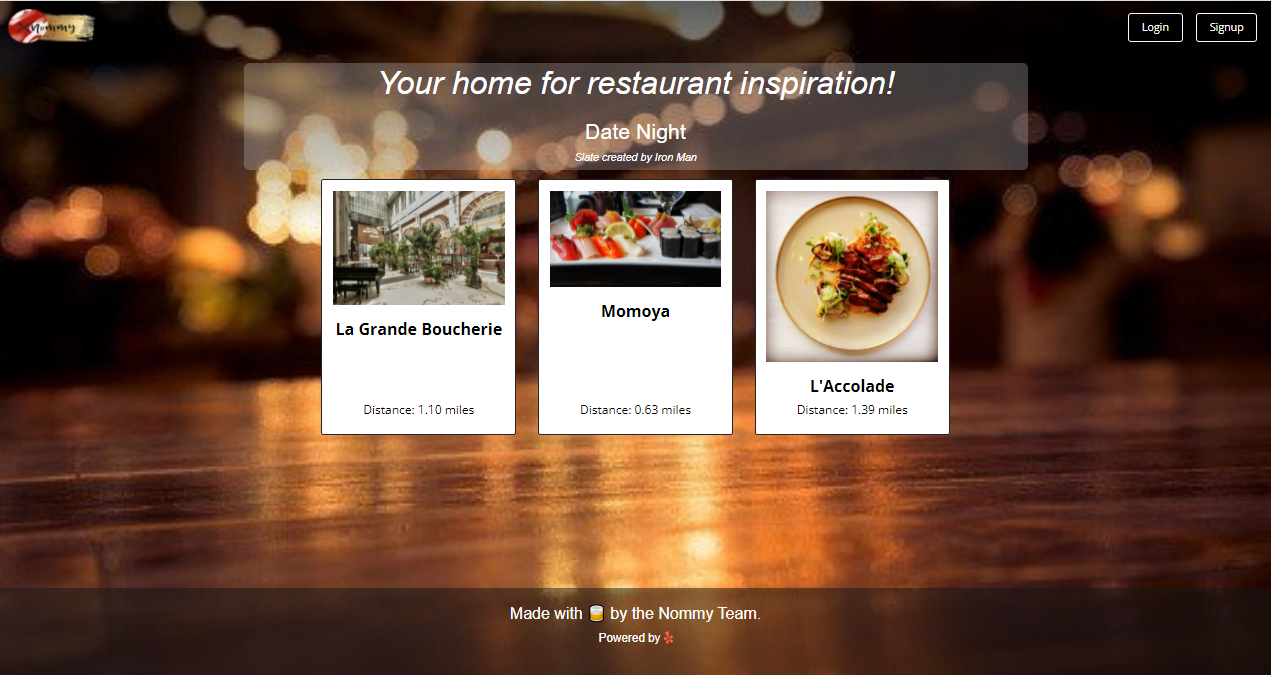 Nommy
Login
Signup
Your home for restaurant inspiration!
Date Night
Slate created by Iron Man
La Grande Boucherie
Distance: 1.10 miles
Momoya
Distance: 0.63 miles
L'Accolade
Distance: 1.39 miles
Made with 🥃 by the Nommy Team.
Powered by